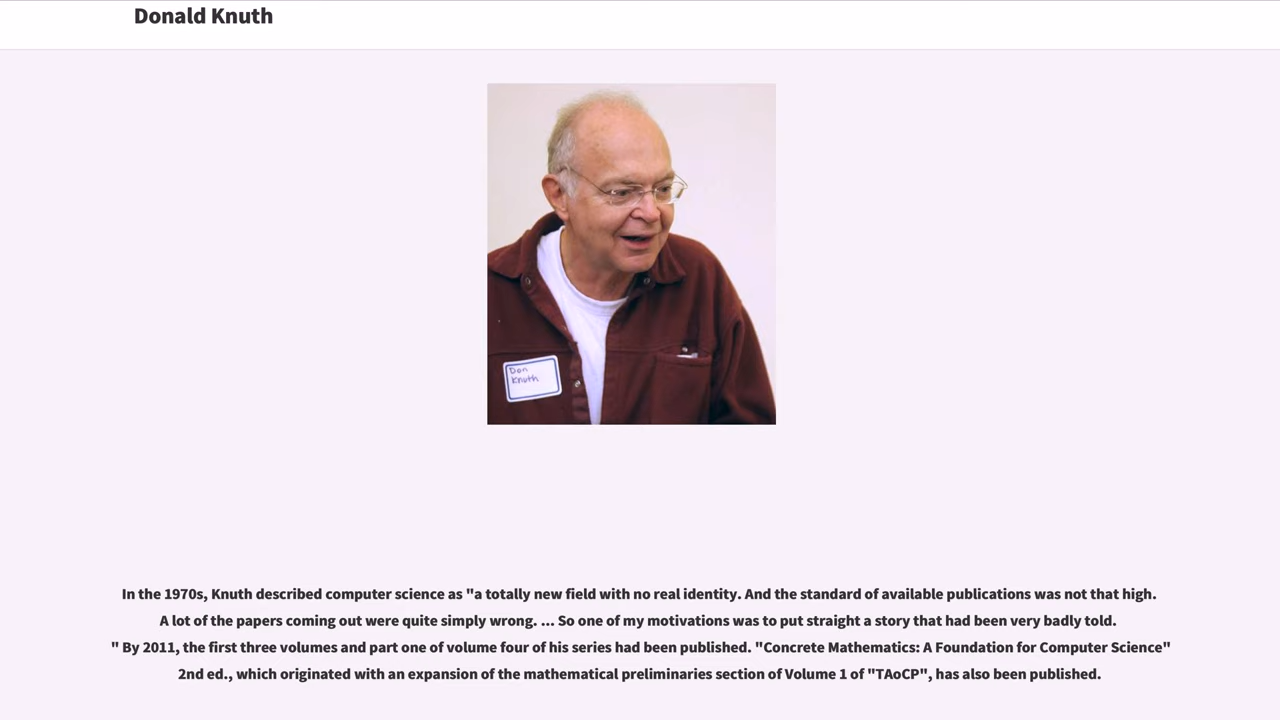 Donald Knuth
Don
Knuth
In the 1970s, Knuth described computer science as "a totally new field with no real identity. And the standard of available publications was not that high.
A lot of the papers coming out were quite simply wrong. ... So one of my motivations was to put straight a story that had been very badly told.
" By 2011, the first three volumes and part one of volume four of his series had been published. "Concrete Mathematics: A Foundation for Computer Science"
2nd ed., which originated with an expansion of the mathematical preliminaries section of Volume 1 of "TAoCP", has also been published.